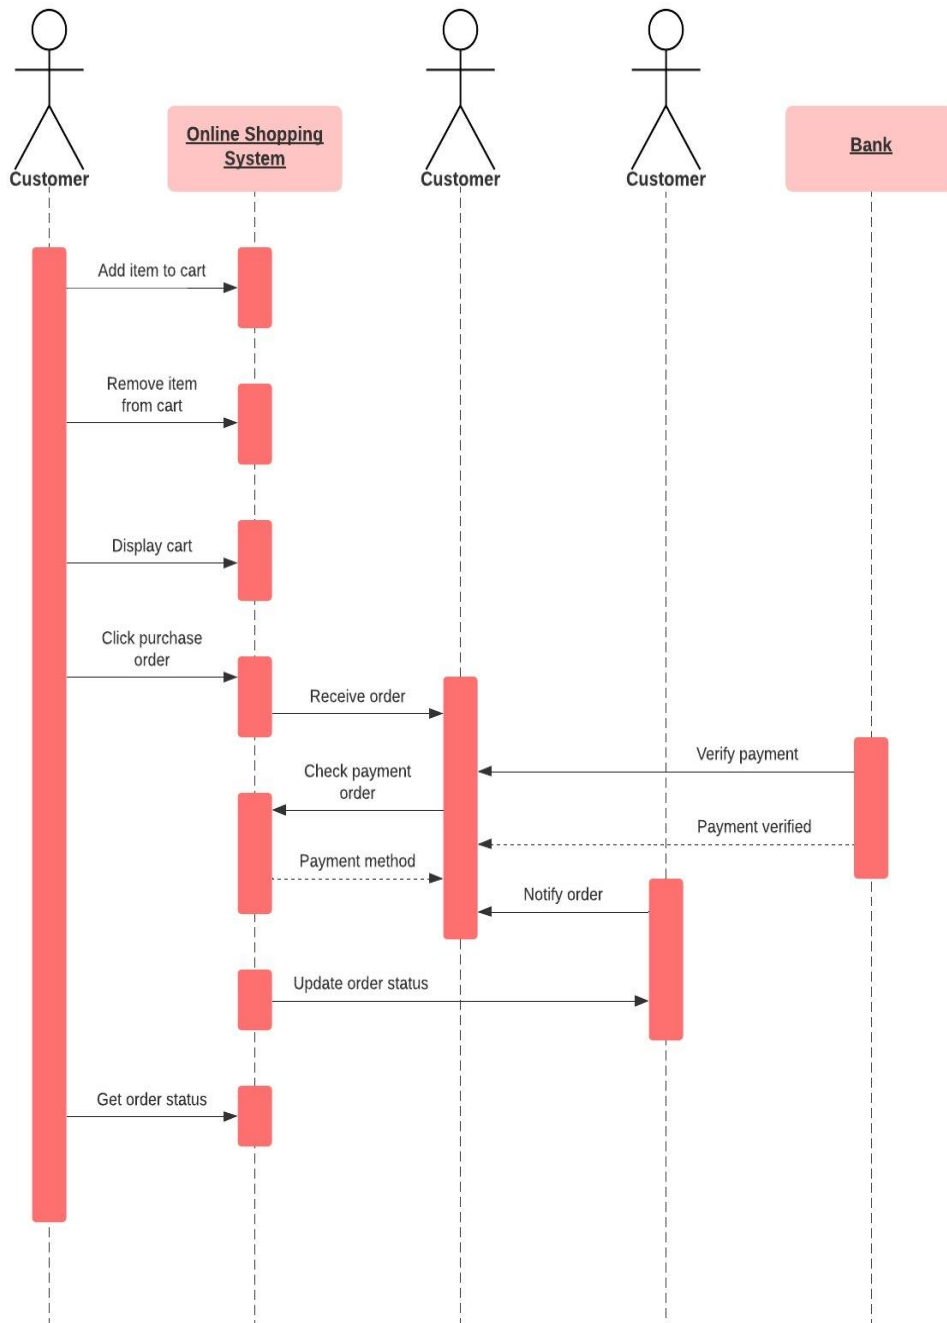 Customer
Online Shopping
System
Customer
Customer
Bank
Add item to cart
Remove item
from cart
Display cart
Click purchase
order
Receive order
Verify payment
Check payment
order
Payment verified
Payment method
Notify order
Update order status
Get order status